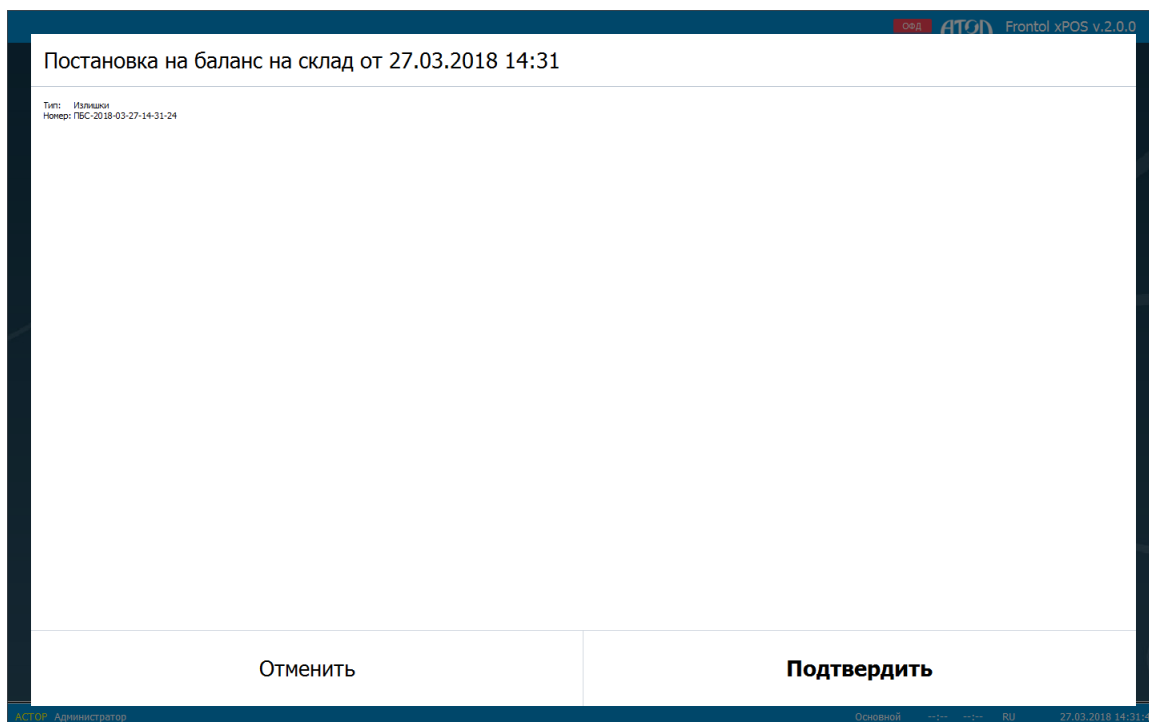 ОФД АТОЛ Frontol xPOS v.2.0.0
Постановка на баланс на склад от 27.03.2018 14:31
Тип: Излишки
Номер: ПБС-2018-03-27-14-31-24
Отменить Подтвердить
АСТОР Администратор Основной --:-- --:-- RU 27.03.2018 14:31:4